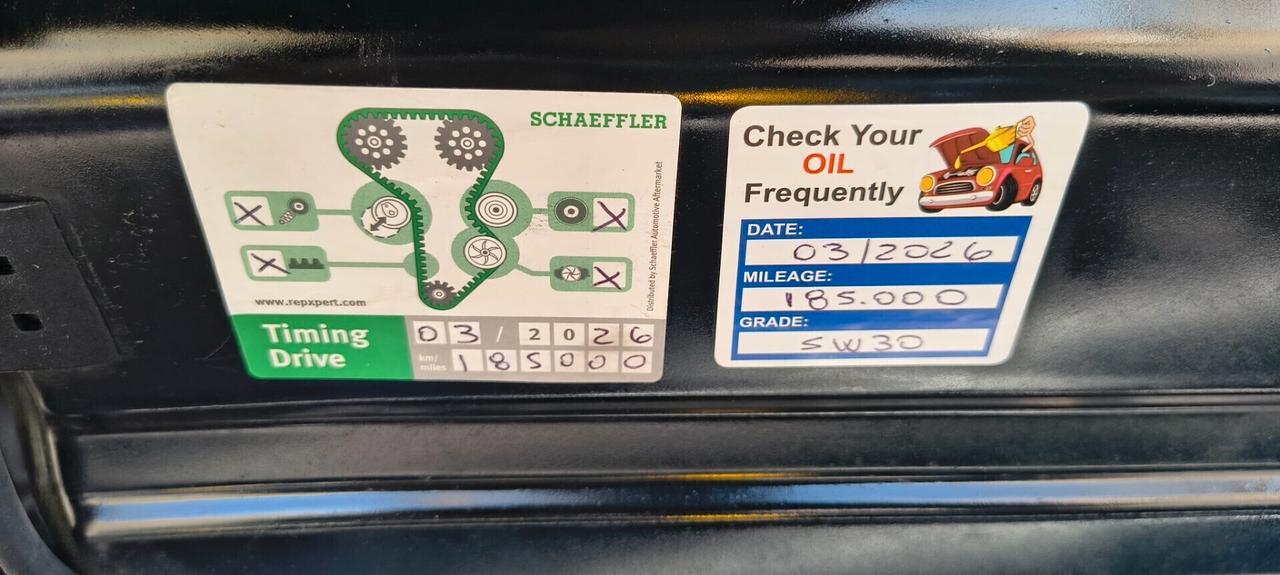 SCHAEFFLER
X
X
X
X
Distributed by Schaeffler Automotive Aftermarket
www.repxpert.com
Timing
Drive
03/2026
km/
miles
185000
Check Your
OIL
Frequently
DATE:
03/2026
MILEAGE:
185.000
GRADE:
5W30